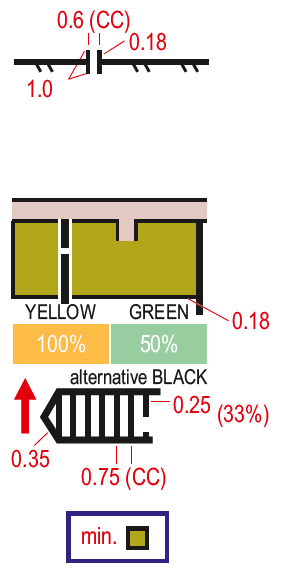 0.6 (CC)
0.18
1.0
YELLOW GREEN
0.18
100% 50%
alternative BLACK
0.25
(33%)
0.35
0.75 (CC)
min.